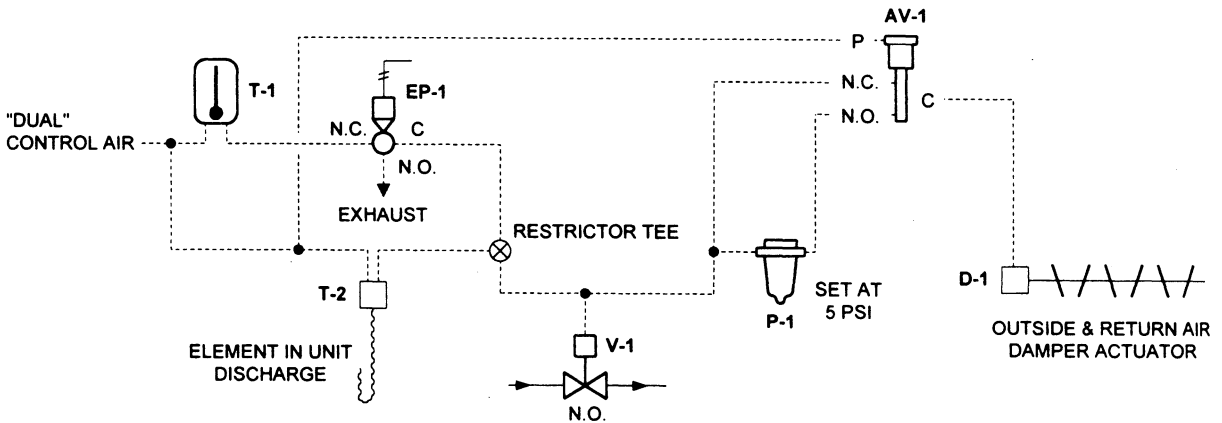 AV-1
P
T-1
EP-1
N.C.
N.C.
C
C
"DUAL"
CONTROL AIR
N.O.
N.O.
EXHAUST
RESTRICTOR TEE
T-2
P-1
SET AT
5 PSI
D-1
V-1
ELEMENT IN UNIT
DISCHARGE
OUTSIDE & RETURN AIR
DAMPER ACTUATOR
N.O.